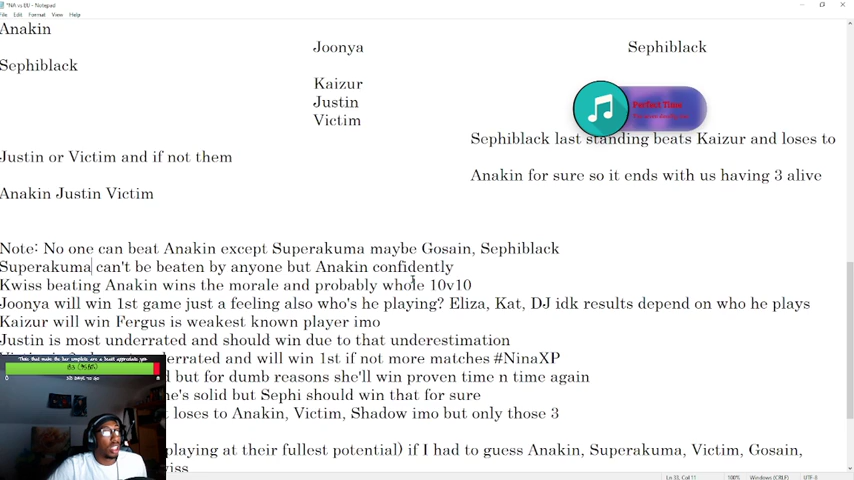 *NA vs EU - Notepad
File Edit Format View Help
Anakin
Joonya
Sephiblack
Sephiblack
Kaizur
Justin
Victim
Perfect Time
Sephiblack last standing beats Kaizur and loses to
Justin or Victim and if not them
Anakin for sure so it ends with us having 3 alive
Anakin Justin Victim
Note: No one can beat Anakin except Superakuma maybe Gosain, Sephiblack
Superakuma can't be beaten by anyone but Anakin confidently
Kwiss beating Anakin wins the morale and probably whole 10v10
Joonya will win 1st game just a feeling also who's he playing? Eliza, Kat, DJ idk results depend on who he plays
Kaizur will win Fergus is weakest known player imo
Justin is most underrated and should win due to that underestimation
errated and will win 1st if not more matches #NinaXP
d but for dumb reasons she'll win proven time n time again
he's solid but Sephi should win that for sure
t loses to Anakin, Victim, Shadow imo but only those 3
playing at their fullest potential) if I had to guess Anakin, Superakuma, Victim, Gosain,
wiss
Ln 33, Col 11
100%
Windows (CRLF)
UTF-8